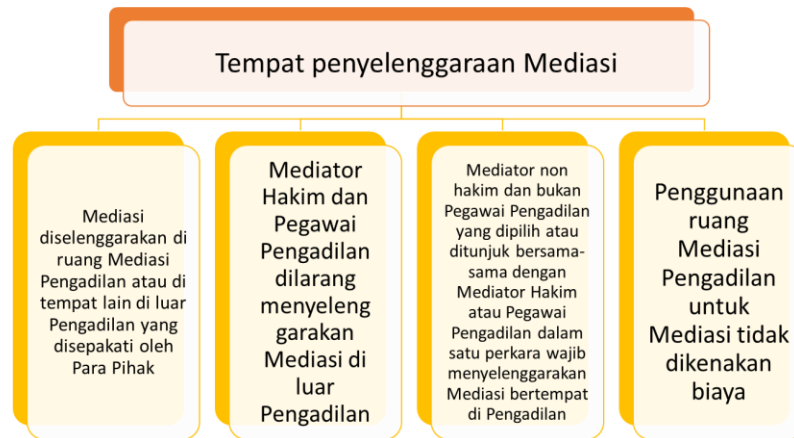 Tempat penyelenggaraan Mediasi
Mediasi
diselenggarakan di
ruang Mediasi
Pengadilan atau di
tempat lain di luar
Pengadilan yang
disepakati oleh
Para Pihak
Mediator
Hakim dan
Pegawai
Pengadilan
dilarang
menyeleng
garakan
Mediasi di
luar
Pengadilan
Mediator non
hakim dan bukan
Pegawai Pengadilan
yang dipilih atau
ditunjuk bersama-
sama dengan
Mediator Hakim
atau Pegawai
Pengadilan dalam
satu perkara wajib
menyelenggarakan
Mediasi bertempat
di Pengadilan
Penggunaan
ruang
Mediasi
Pengadilan
untuk
Mediasi tidak
dikenakan
biaya